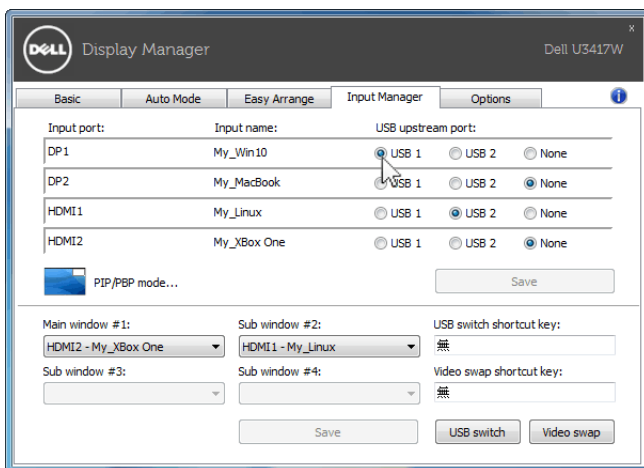 x
DELL Display Manager Dell U3417W
Basic Auto Mode Easy Arrange Input Manager Options i
Input port: Input name: USB upstream port:
DP1 My_Win10 USB 1 USB 2 None
DP2 My_MacBook USB 1 USB 2 None
HDMI1 My_Linux USB 1 USB 2 None
HDMI2 My_XBox One USB 1 USB 2 None
PIP/PBP mode... Save
Main window #1: Sub window #2: USB switch shortcut key:
HDMI2 - My_XBox One HDMI1 - My_Linux 無
Sub window #3: Sub window #4: Video swap shortcut key:
無
Save USB switch Video swap